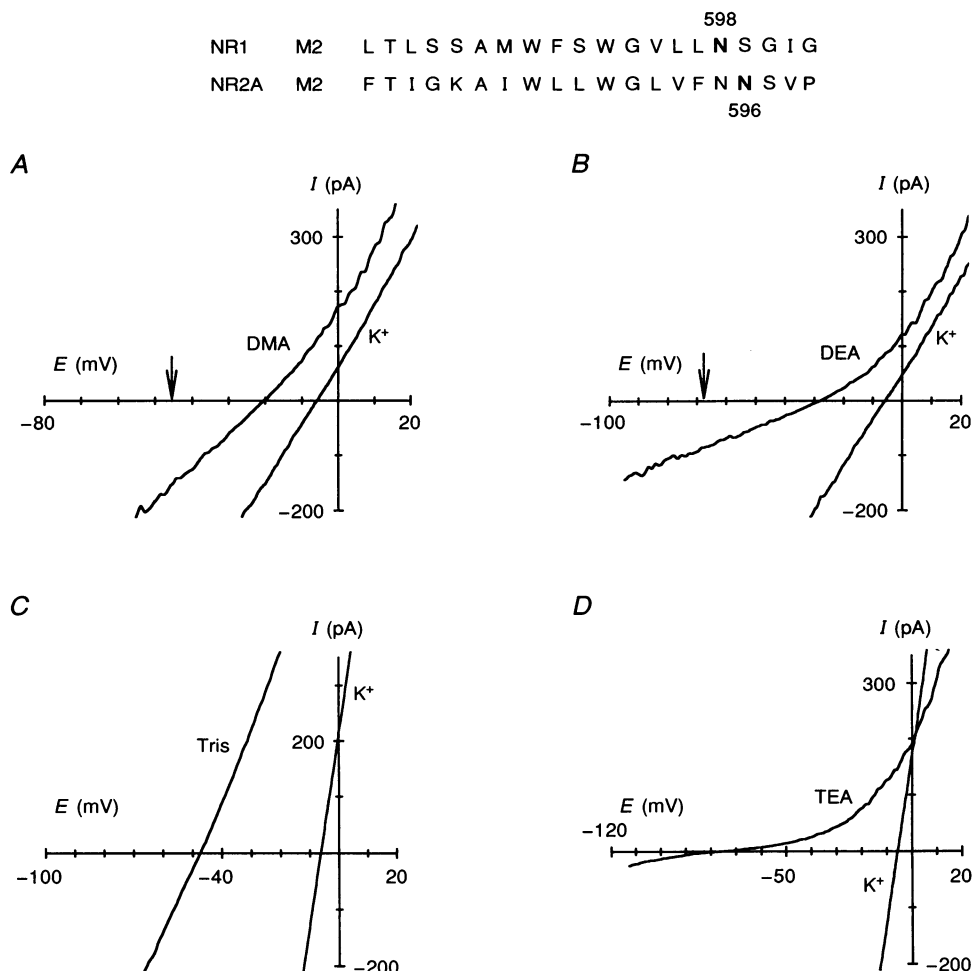 598
NR1 M2 L T L S S A M W F S W G V L L N S G I G
NR2A M2 F T I G K A I W L L W G L V F N N S V P
596
A
B
I (pA)
I (pA)
300
300
DMA
K+
DEA
K+
E (mV)
E (mV)
−80
20
−100
20
−200
−200
C
D
I (pA)
I (pA)
K+
300
Tris
200
E (mV)
TEA
E (mV)
−120
−100
−40
20
−50
20
K+
−200
−200